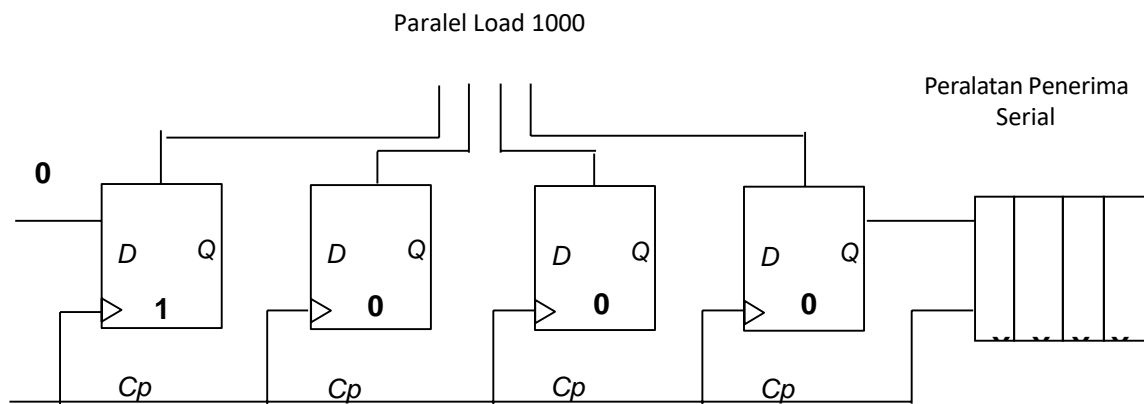 Paralel Load 1000
Peralatan Penerima
Serial
0
D Q D Q D Q D Q
1 0 0 0
Cp Cp Cp Cp